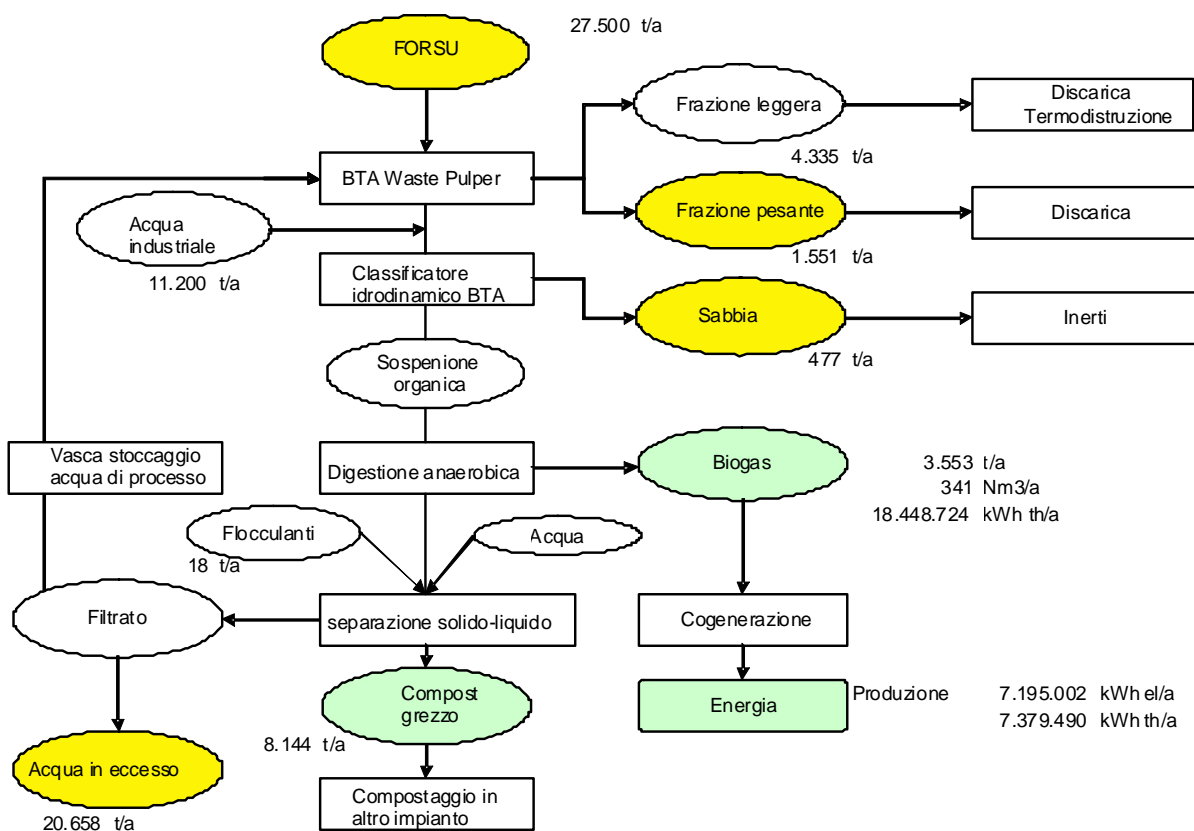 27.500 t/a
FORSU
Frazione leggera
Discarica
Termodistruzione
4.335 t/a
BTA Waste Pulper
Frazione pesante
Discarica
1.551 t/a
Acqua
industriale
11.200 t/a
Classificatore
idrodinamico BTA
Sabbia
Inerti
477 t/a
Sospenione
organica
Vasca stoccaggio
acqua di processo
Digestione anaerobica
Biogas
3.553 t/a
341 Nm3/a
18.448.724 kWh th/a
Flocculanti
18 t/a
Acqua
Filtrato
separazione solido-liquido
Cogenerazione
Compost
grezzo
8.144 t/a
Energia
Produzione 7.195.002 kWh el/a
7.379.490 kWh th/a
Acqua in eccesso
20.658 t/a
Compostaggio in
altro impianto